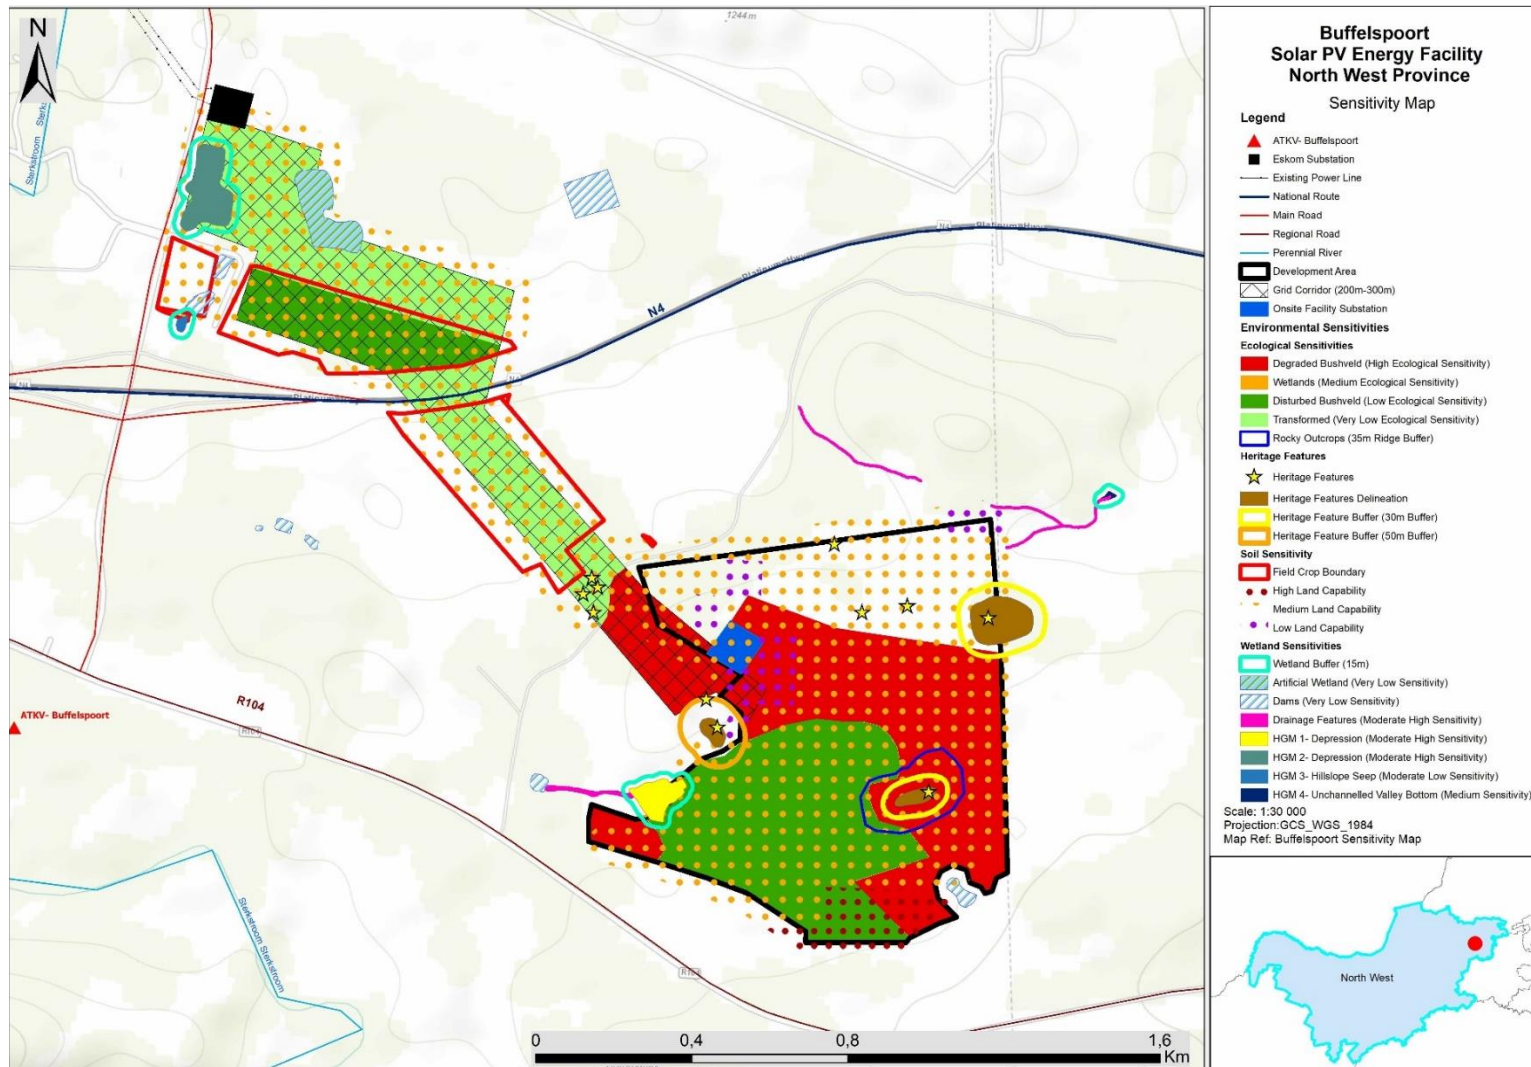 1244 m
N
Sterkstroom
N4
PlatinumHwy
PlatinumHwy
N4
N4
N4
PlatinumHwy
R104
R104
ATKV- Buffelspoort
Sterkstroom Sterkstroom
R104
0
0,4
0,8
1,6
Km
Buffelspoort
Solar PV Energy Facility
North West Province
Sensitivity Map
Legend
ATKV- Buffelspoort
Eskom Substation
Existing Power Line
National Route
Main Road
Regional Road
Perennial River
Development Area
Grid Corridor (200m-300m)
Onsite Facility Substation
Environmental Sensitivities
Ecological Sensitivities
Degraded Bushveld (High Ecological Sensitivity)
Wetlands (Medium Ecological Sensitivity)
Disturbed Bushveld (Low Ecological Sensitivity)
Transformed (Very Low Ecological Sensitivity)
Rocky Outcrops (35m Ridge Buffer)
Heritage Features
Heritage Features
Heritage Features Delineation
Heritage Feature Buffer (30m Buffer)
Heritage Feature Buffer (50m Buffer)
Soil Sensitivity
Field Crop Boundary
High Land Capability
Medium Land Capability
Low Land Capability
Wetland Sensitivities
Wetland Buffer (15m)
Artificial Wetland (Very Low Sensitivity)
Dams (Very Low Sensitivity)
Drainage Features (Moderate High Sensitivity)
HGM 1- Depression (Moderate High Sensitivity)
HGM 2- Depression (Moderate High Sensitivity)
HGM 3- Hillslope Seep (Moderate Low Sensitivity)
HGM 4- Unchannelled Valley Bottom (Medium Sensitivity)
Scale: 1:30 000
Projection:GCS_WGS_1984
Map Ref: Buffelspoort Sensitivity Map
North West